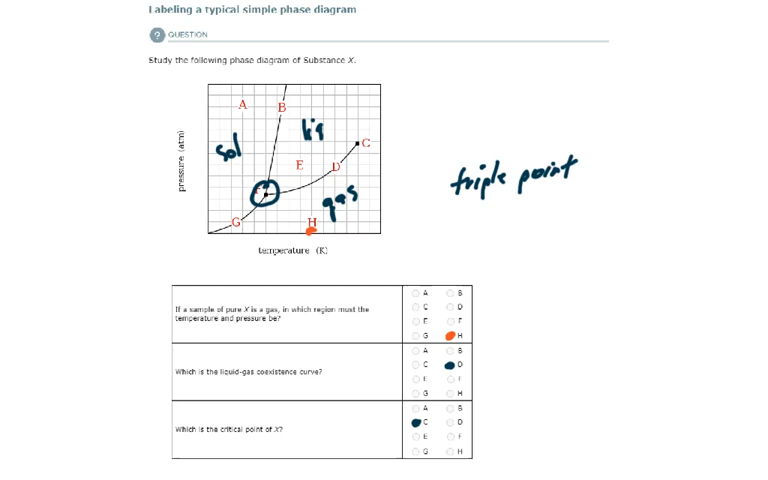 Labeling a typical simple phase diagram
? QUESTION
Study the following phase diagram of Substance X.
A
B
liq
C
sol
pressure (atm)
E
D
triple point
F
gas
G
H
temperature (K)
If a sample of pure X is a gas, in which region must the
temperature and pressure be?
A B
C D
E F
G H
Which is the liquid-gas coexistence curve?
A B
C D
E F
G H
Which is the critical point of X?
A B
C D
E F
G H